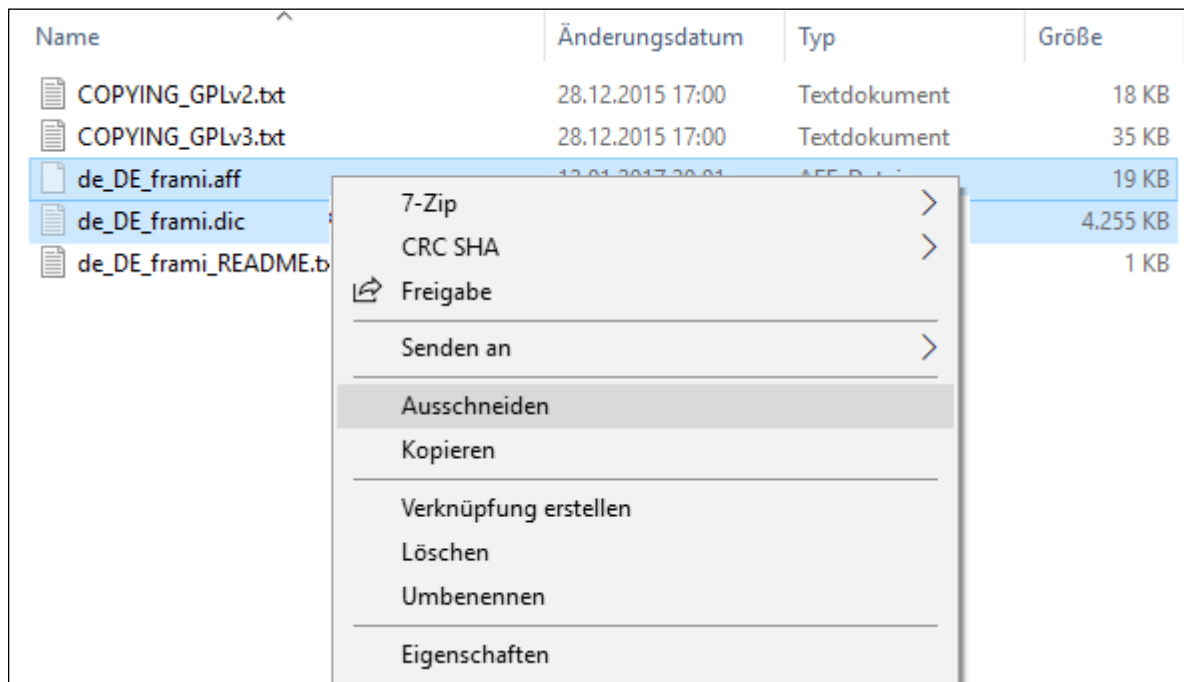 Name Änderungsdatum Typ Größe
COPYING_GPLv2.txt 28.12.2015 17:00 Textdokument 18 KB
COPYING_GPLv3.txt 28.12.2015 17:00 Textdokument 35 KB
de_DE_frami.aff 19 KB
de_DE_frami.dic 4.255 KB
de_DE_frami_README.t 1 KB
7-Zip
CRC SHA
Freigabe
Senden an
Ausschneiden
Kopieren
Verknüpfung erstellen
Löschen
Umbenennen
Eigenschaften